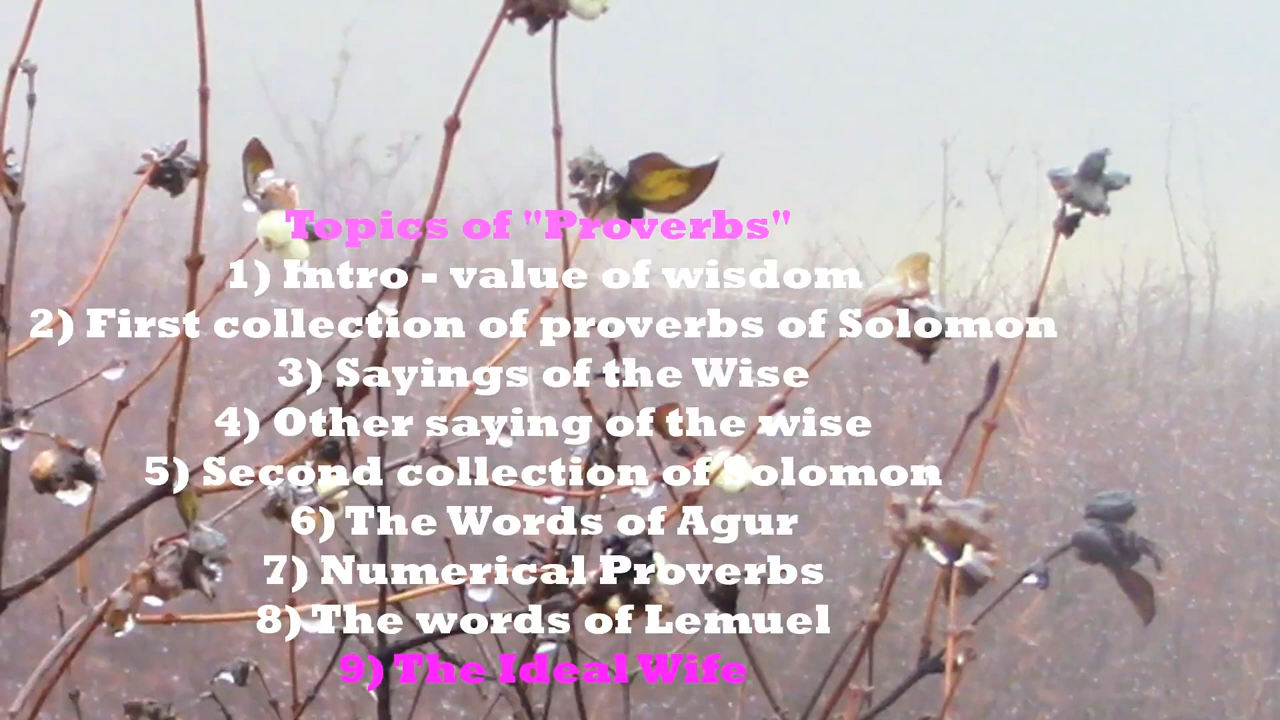 Topics of "Proverbs"
1) Intro - value of wisdom
2) First collection of proverbs of Solomon
3) Sayings of the Wise
4) Other saying of the wise
5) Second collection of Solomon
6) The Words of Agur
7) Numerical Proverbs
8) The words of Lemuel
9) The Ideal Wife